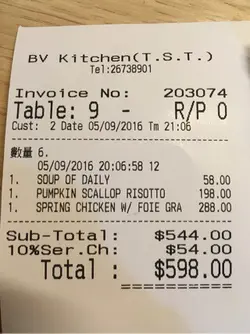 BV Kitchen(T.S.T.)
Tel:26738901
Invoice No: 203074
Table: 9 - R/P 0
Cust: 2 Date 05/09/2016 Tm 21:06
數量 6.
05/09/2016 20:06:58 12
1. SOUP OF DAILY 58.00
1. PUMPKIN SCALLOP RISOTTO 198.00
1. SPRING CHICKEN W/ FOIE GRA 288.00
Sub-Total: $544.00
10%Ser.Ch: $54.00
Total : $598.00
=========